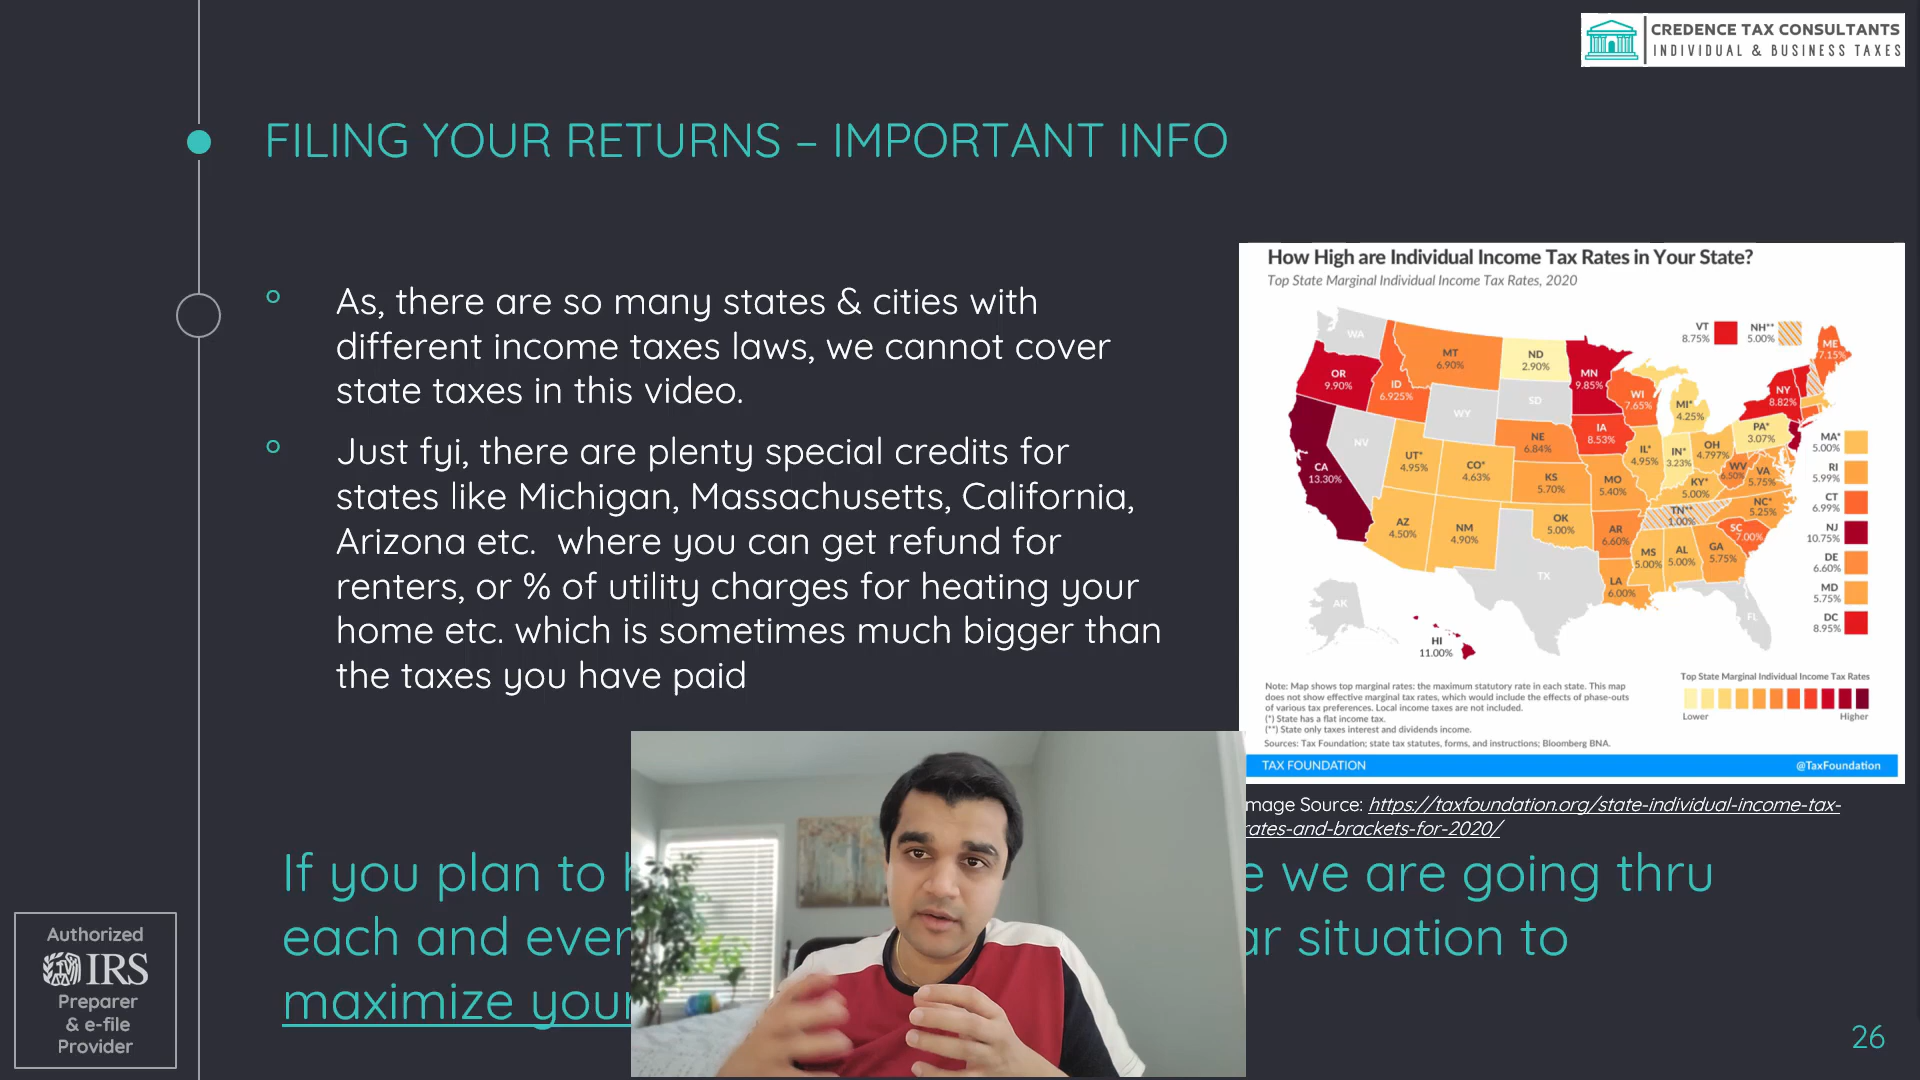 CREDENCE TAX CONSULTANTS
INDIVIDUAL & BUSINESS TAXES
FILING YOUR RETURNS – IMPORTANT INFO
As, there are so many states & cities with
different income taxes laws, we cannot cover
state taxes in this video.
Just fyi, there are plenty special credits for
states like Michigan, Massachusetts, California,
Arizona etc. where you can get refund for
renters, or % of utility charges for heating your
home etc. which is sometimes much bigger than
the taxes you have paid
How High are Individual Income Tax Rates in Your State?
Top State Marginal Individual Income Tax Rates, 2020
WA
OR
9.90%
CA
13.30%
NV
ID
6.925%
MT
6.90%
WY
UT*
4.95%
AZ
4.50%
CO*
4.63%
NM
4.90%
ND
2.90%
SD
NE
6.84%
KS
5.70%
OK
5.00%
TX
MN
9.85%
IA
8.53%
MO
5.40%
AR
6.60%
LA
6.00%
WI
7.65%
IL*
4.95%
MI*
4.25%
IN*
3.23%
OH
4.797%
KY*
5.00%
TN**
1.00%
MS
5.00%
AL
5.00%
GA
5.75%
FL
SC
7.00%
NC*
5.25%
VA
5.75%
WV
6.50%
PA*
3.07%
NY
8.82%
ME
7.15%
VT
8.75%
NH**
5.00%
MA*
5.00%
RI
5.99%
CT
6.99%
NJ
10.75%
DE
6.60%
MD
5.75%
DC
8.95%
AK
HI
11.00%
Top State Marginal Individual Income Tax Rates
Lower Higher
Note: Map shows top marginal rates: the maximum statutory rate in each state. This map
does not show effective marginal tax rates, which would include the effects of phase-outs
of various tax preferences. Local income taxes are not included.
(*) State has a flat income tax.
(**) State only taxes interest and dividends income.
Sources: Tax Foundation; state tax statutes, forms, and instructions; Bloomberg BNA.
TAX FOUNDATION @TaxFoundation
mage Source: https://taxfoundation.org/state-individual-income-tax-
rates-and-brackets-for-2020/
If you plan to h e we are going thru
each and ever ar situation to
maximize your
Authorized
IRS
Preparer
& e-file
Provider
26